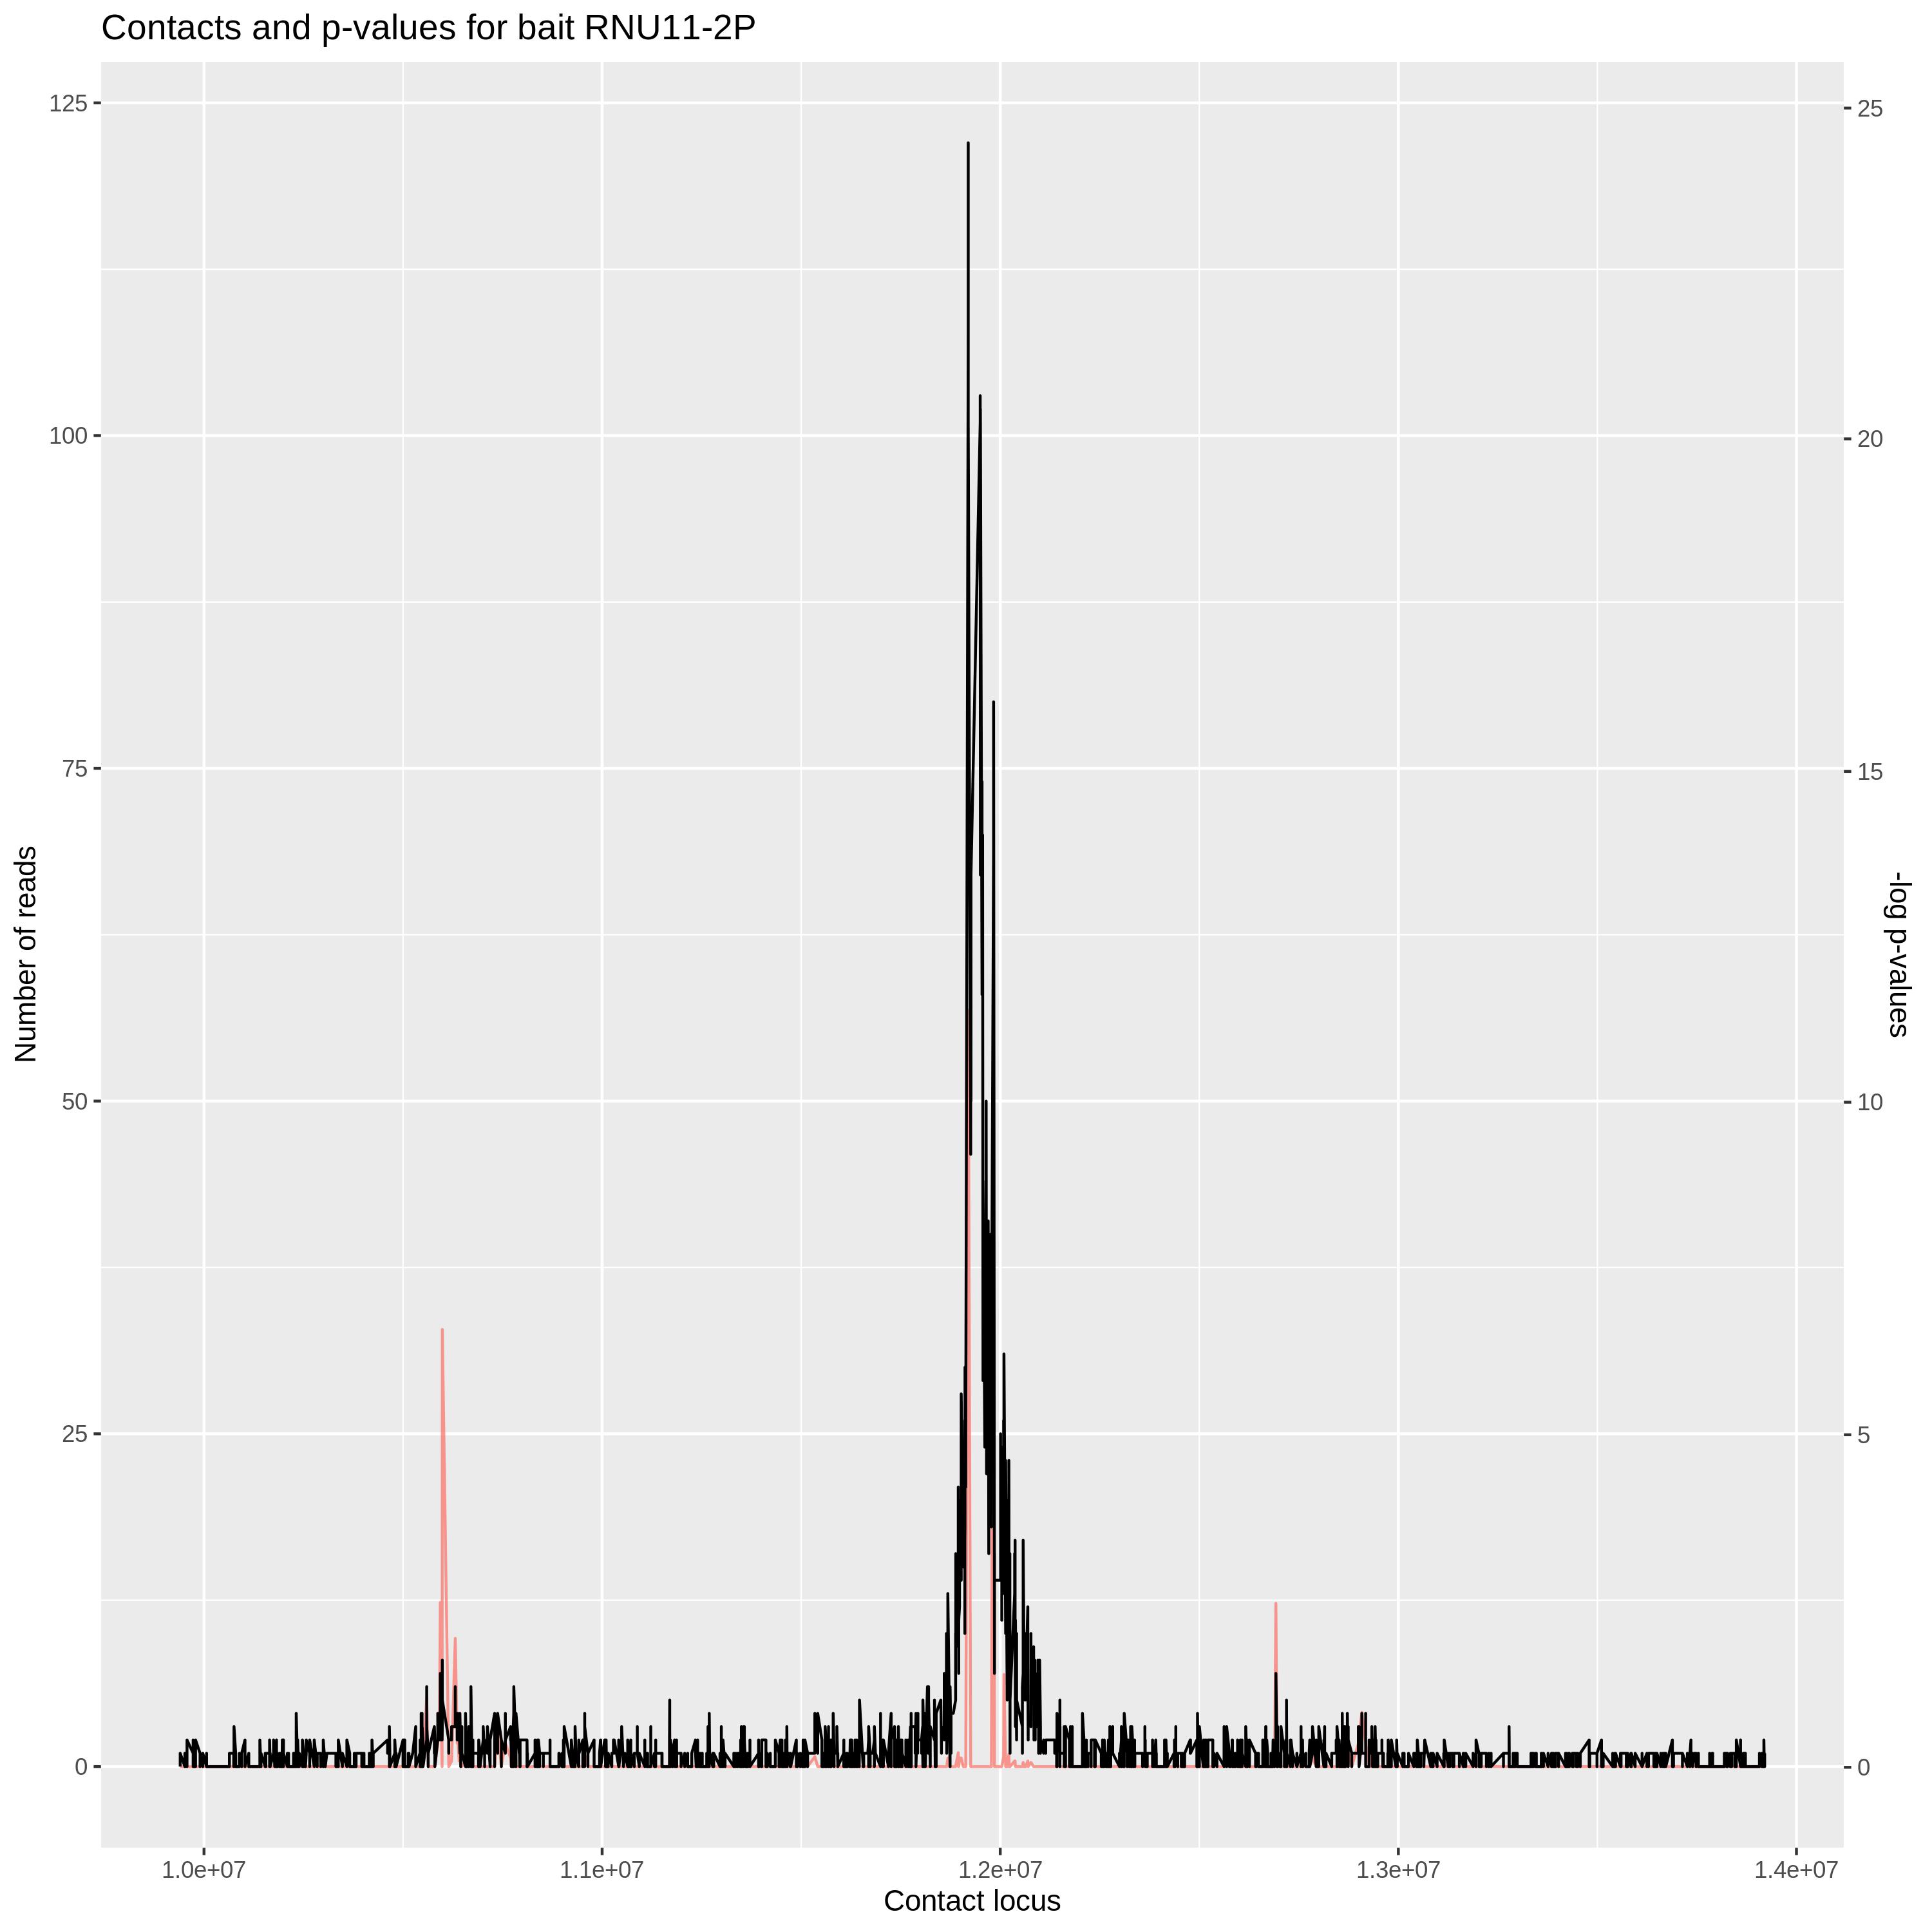 Contacts and p-values for bait RNU11-2P
125
100
75
50
25
0
Number of reads
25
20
15
10
5
0
-log p-values
1.0e+07 1.1e+07 1.2e+07 1.3e+07 1.4e+07
Contact locus